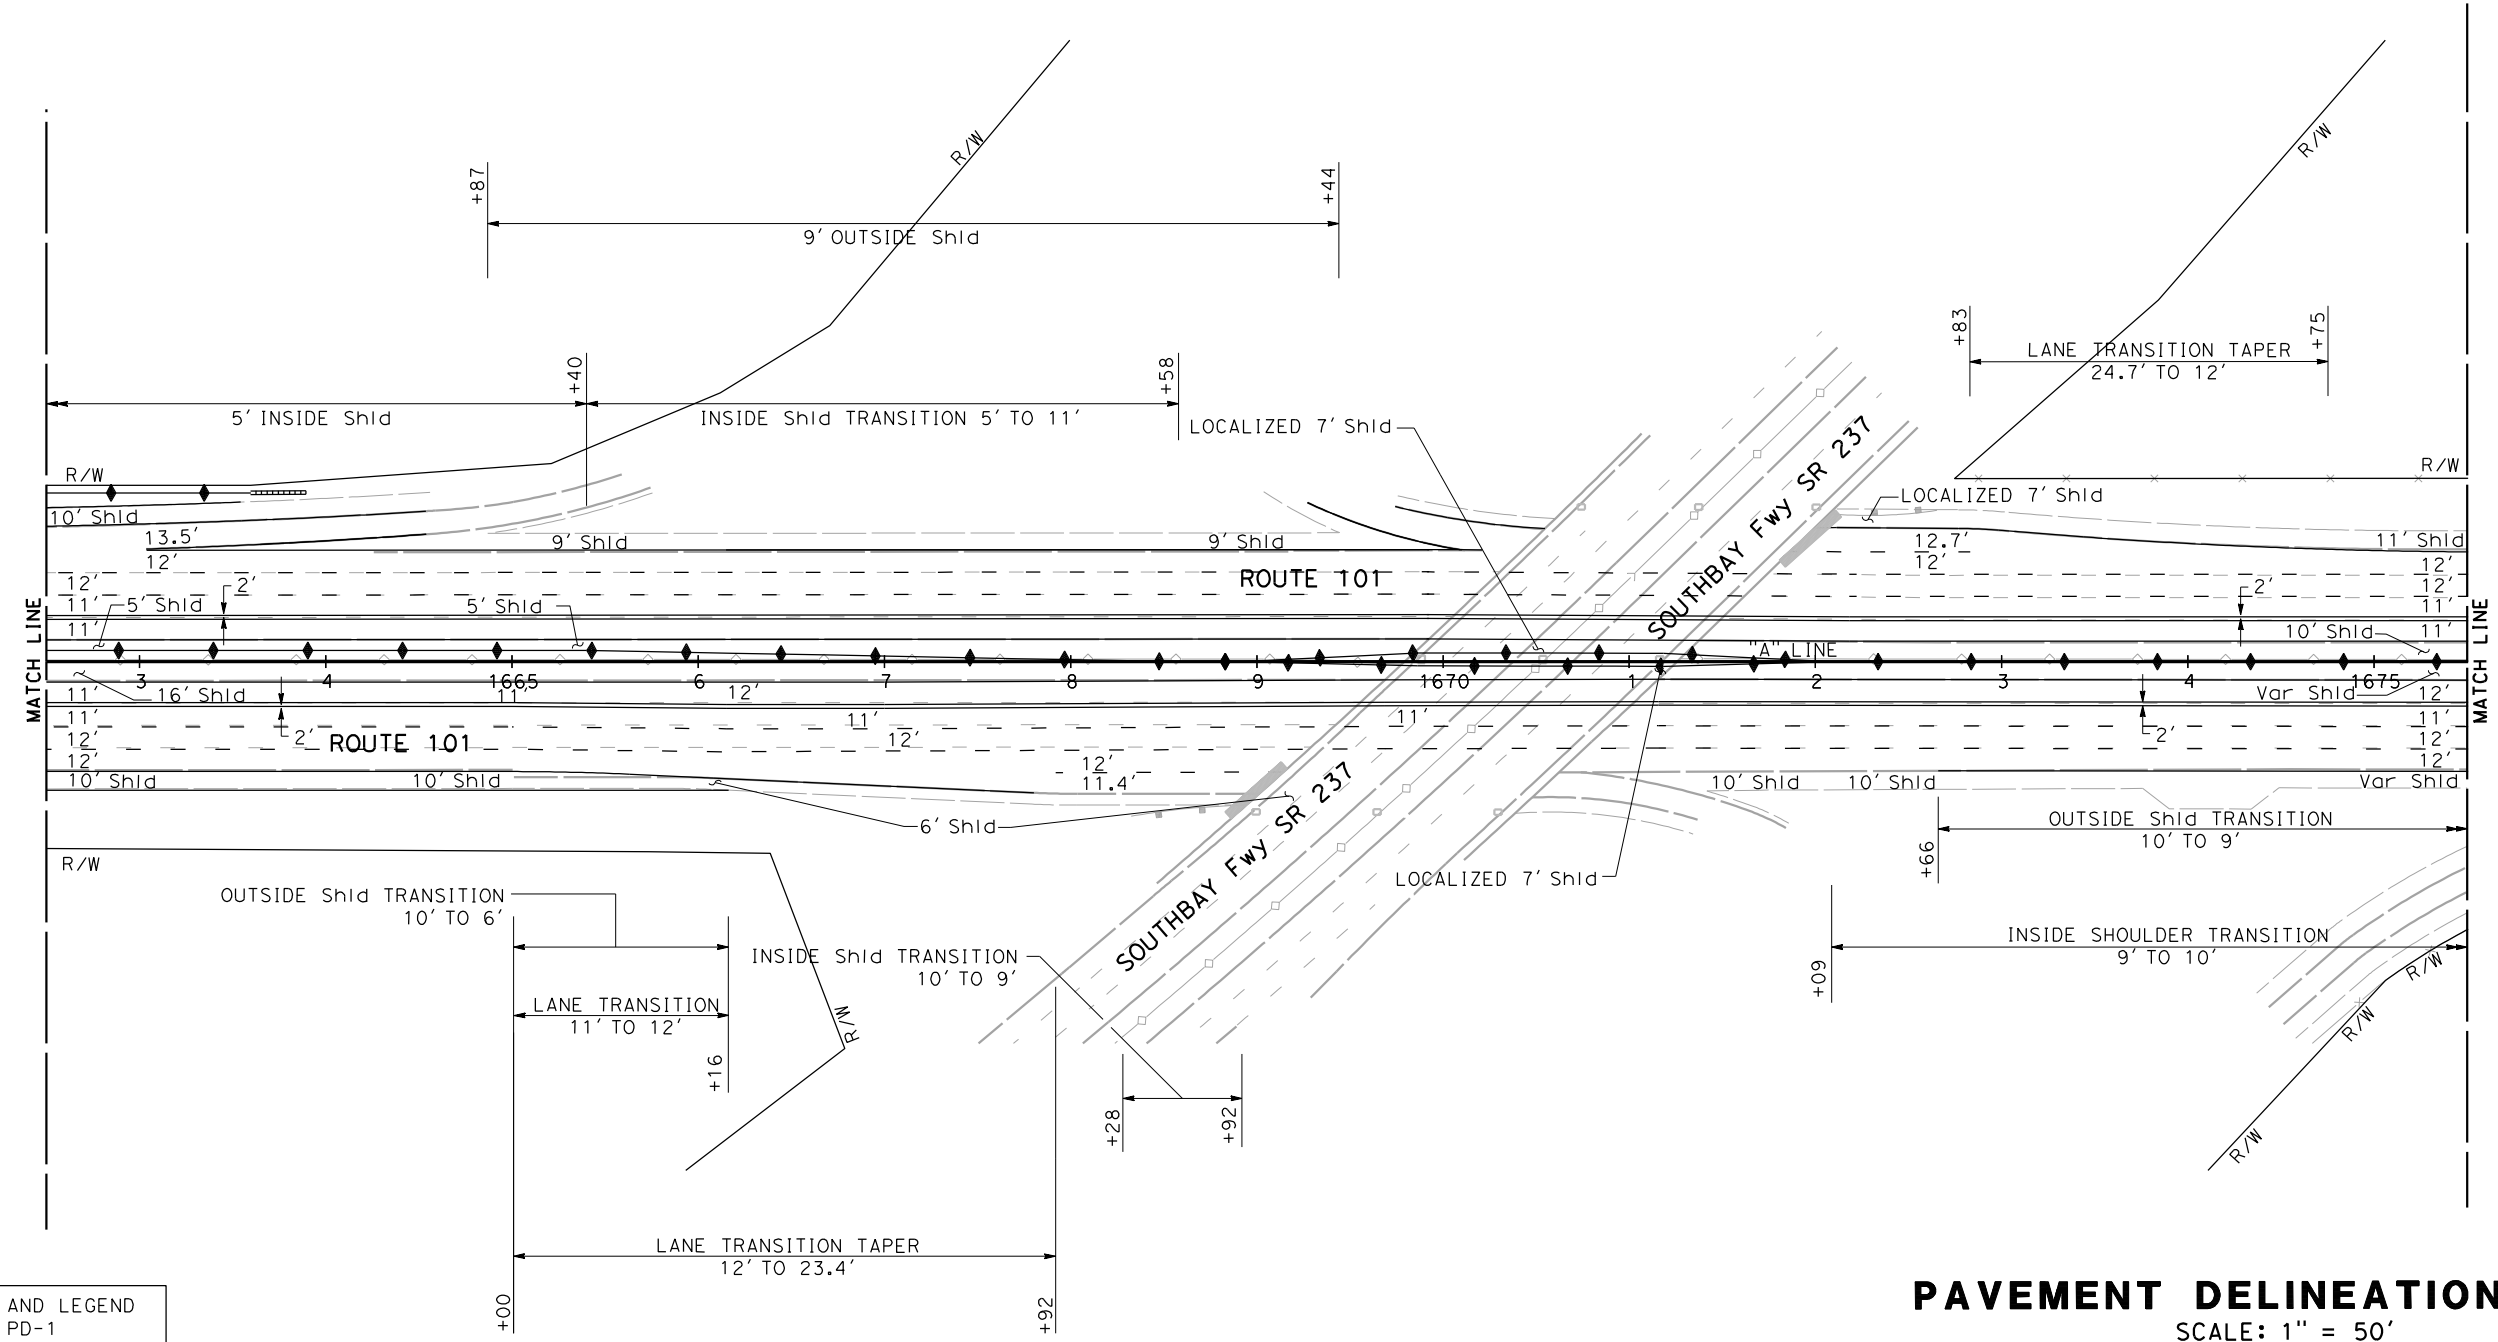 R/W
R/W
+87
+44
9' OUTSIDE Shld
+83
+75
LANE TRANSITION TAPER
24.7' TO 12'
+40
+58
5' INSIDE Shld
INSIDE Shld TRANSITION 5' TO 11'
LOCALIZED 7' Shld
SOUTHBAY Fwy SR 237
R/W
R/W
LOCALIZED 7' Shld
10' Shld
13.5'
12'
9' Shld
9' Shld
12.7'
12'
11' Shld
12'
12'
2'
ROUTE 101
12'
2'
11'
5' Shld
5' Shld
11'
11'
10' Shld
11'
"A" LINE
MATCH LINE
MATCH LINE
3
4
1665
6
7
8
9
1670
1
2
3
4
1675
16' Shld
11'
11'
12'
Var Shld
12'
11'
11'
11'
11'
12'
2'
ROUTE 101
12'
2'
12'
12'
12'
12'
11.4'
10' Shld
10' Shld
10' Shld
10' Shld
Var Shld
6' Shld
SOUTHBAY Fwy SR 237
OUTSIDE Shld TRANSITION
10' TO 9'
+66
R/W
LOCALIZED 7' Shld
OUTSIDE Shld TRANSITION
10' TO 6'
INSIDE Shld TRANSITION
10' TO 9'
INSIDE SHOULDER TRANSITION
9' TO 10'
+09
R/W
R/W
R/W
LANE TRANSITION
11' TO 12'
+16
R/W
+28
+92
LANE TRANSITION TAPER
12' TO 23.4'
+00
+92
AND LEGEND
PD-1
PAVEMENT DELINEATION
SCALE: 1" = 50'